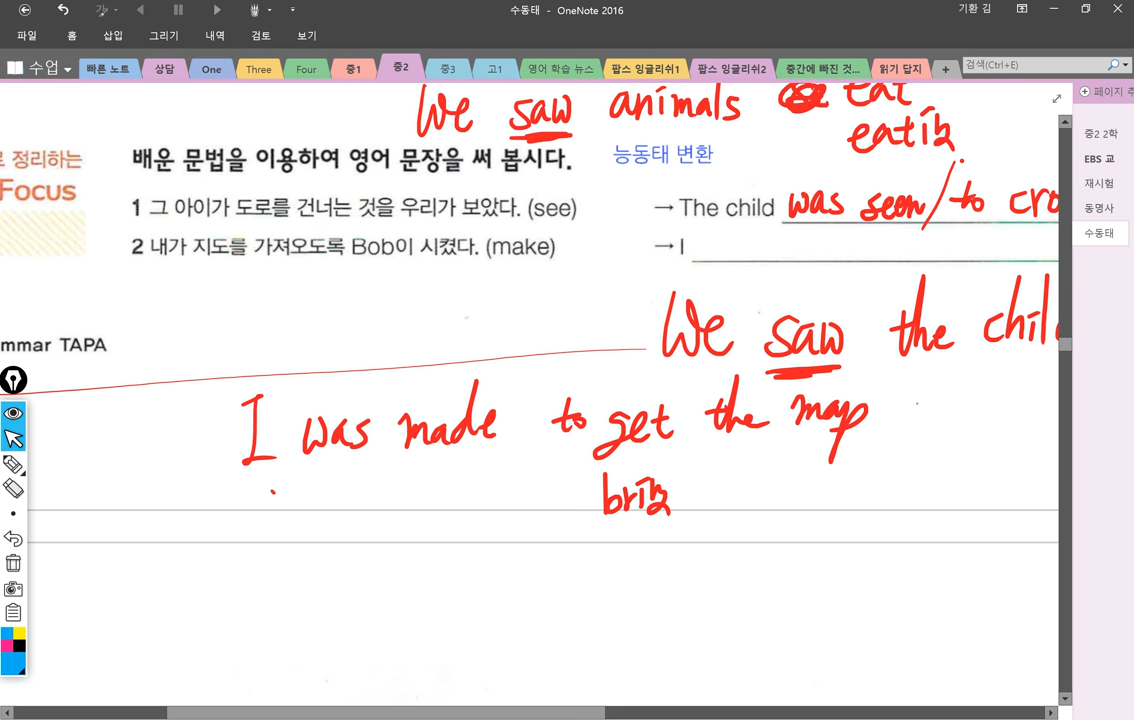 수동태 - OneNote 2016
기환 김
파일 홈 삽입 그리기 내역 검토 보기
수업 빠른 노트 상담 One Three Four 중1 중2 중3 고1 영어 학습 뉴스 팝스 잉글리쉬1 팝스 잉글리쉬2 중간에 빠진 것... 읽기 답지 + 검색(Ctrl+E)
페이지 추
중2 2학
EBS 교
재시험
동명사
수동태
We saw animals eat
eating.
로 정리하는
Focus
배운 문법을 이용하여 영어 문장을 써 봅시다. 능동태 변환
1 그 아이가 도로를 건너는 것을 우리가 보았다. (see) → The child was seen / to cro
2 내가 지도를 가져오도록 Bob이 시켰다. (make) → I
We saw the child
mmar TAPA
I was made to get the map
bring